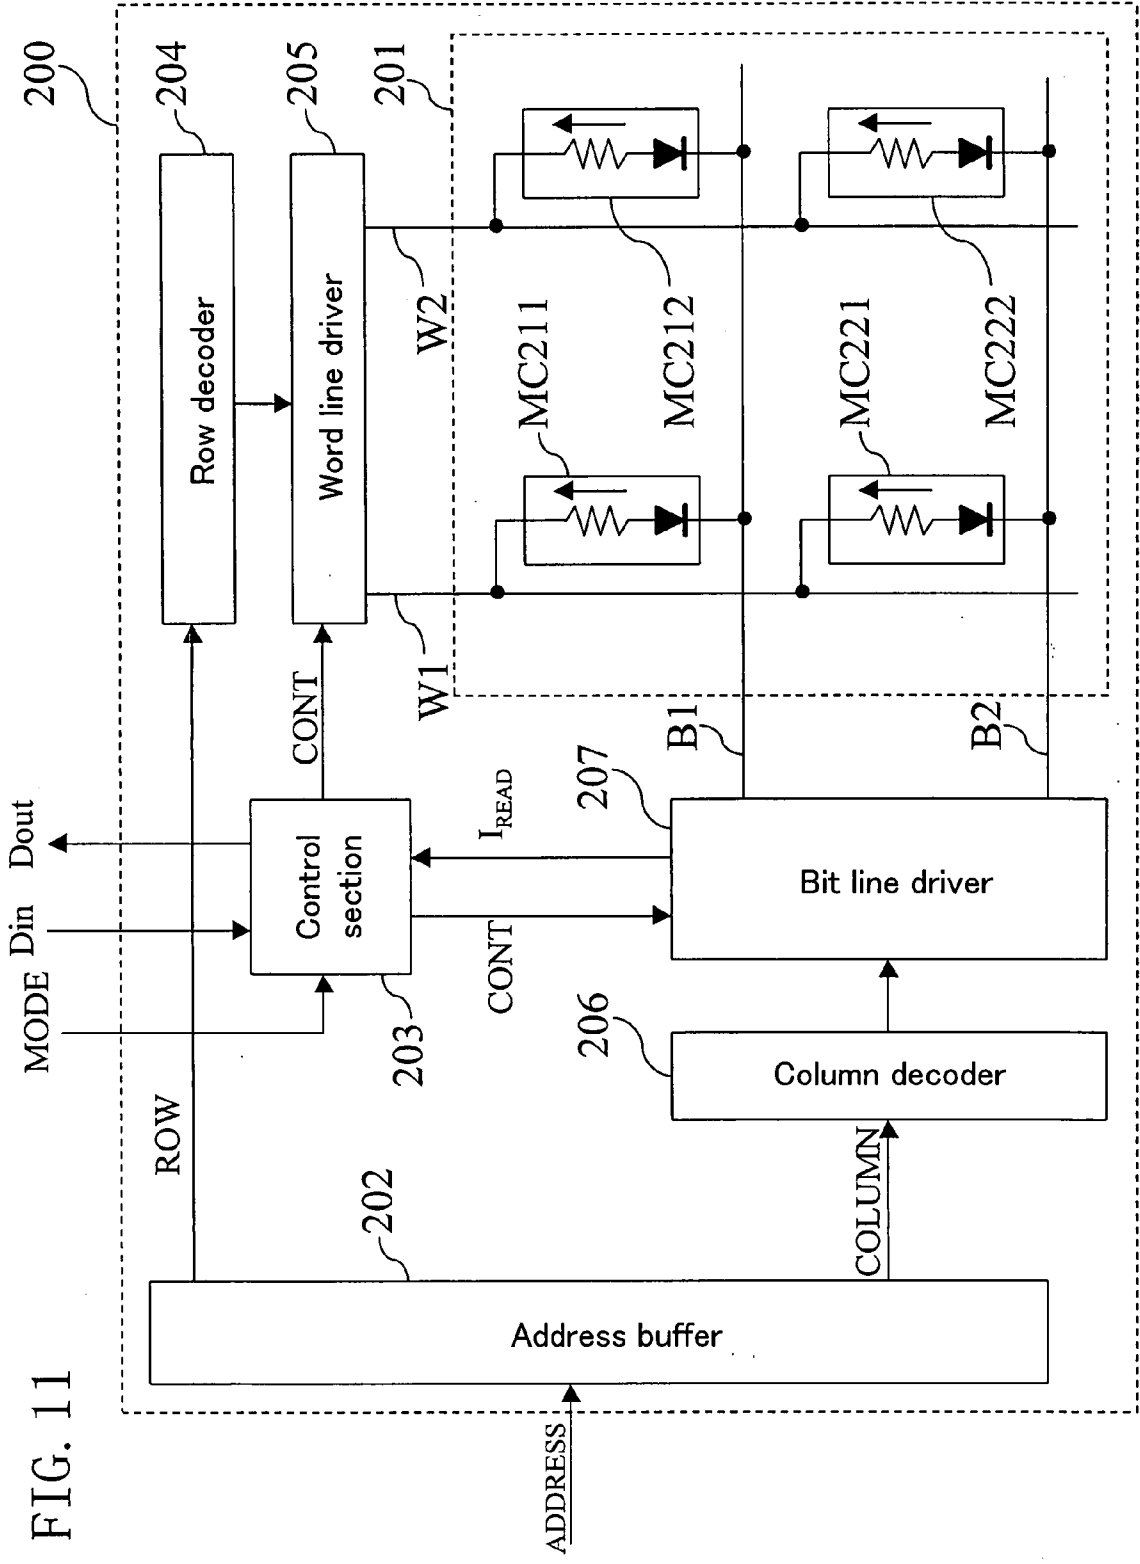 FIG. 11
200
204
Row decoder
205
Word line driver
201
ROW
MODE
Din
Dout
CONT
Control
section
203
W1
W2
MC211
MC212
MC221
MC222
I_READ
CONT
B1
B2
207
Bit line driver
206
Column decoder
COLUMN
202
Address buffer
ADDRESS